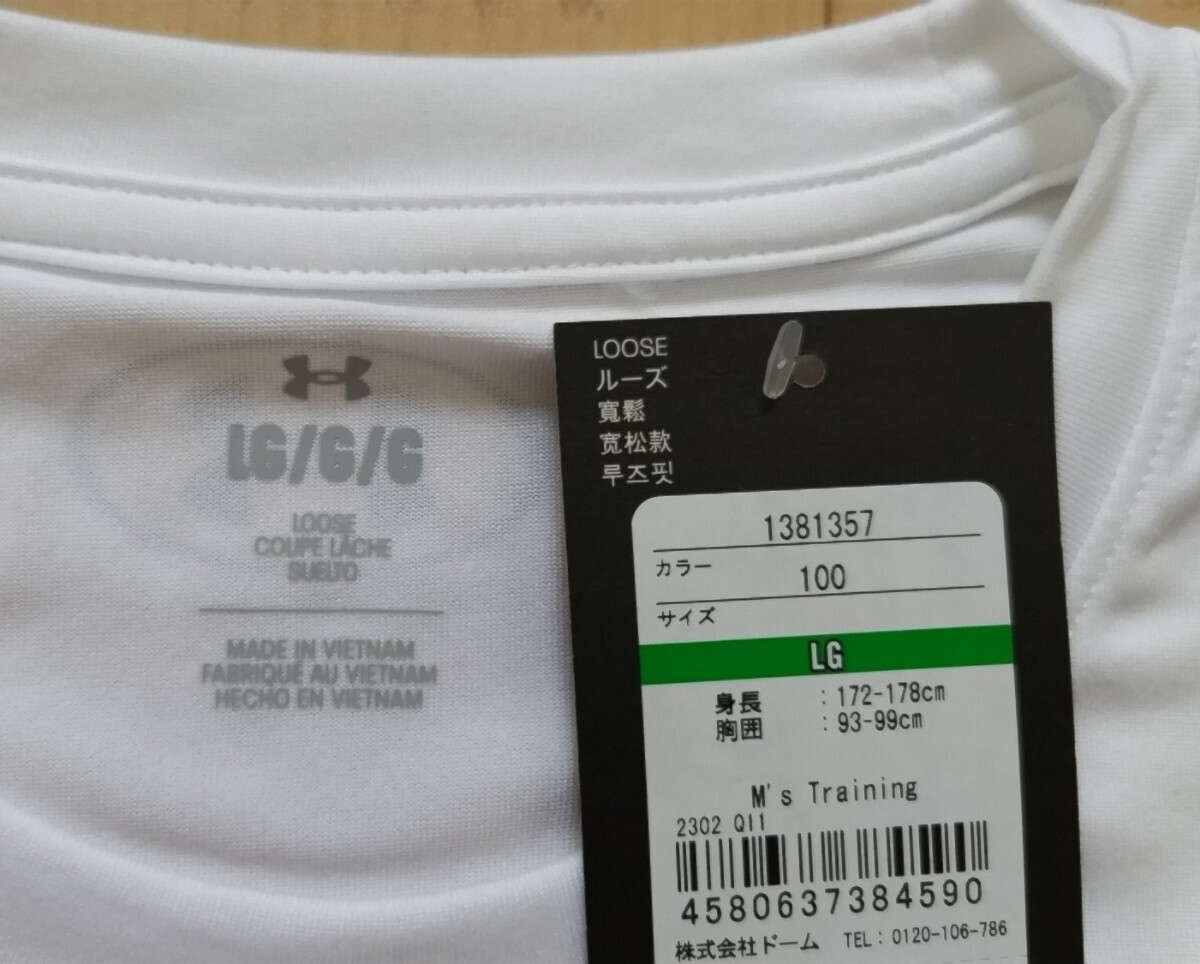 LG/G/G
LOOSE
COUPE LÂCHE
SUELTO
MADE IN VIETNAM
FABRIQUÉ AU VIETNAM
HECHO EN VIETNAM
LOOSE
ルーズ
寬鬆
宽松款
루즈핏
1381357
カラー 100
サイズ
LG
身長 : 172-178cm
胸囲 : 93-99cm
M's Training
2302 Q11
4580637384590
株式会社ドーム TEL: 0120-106-786